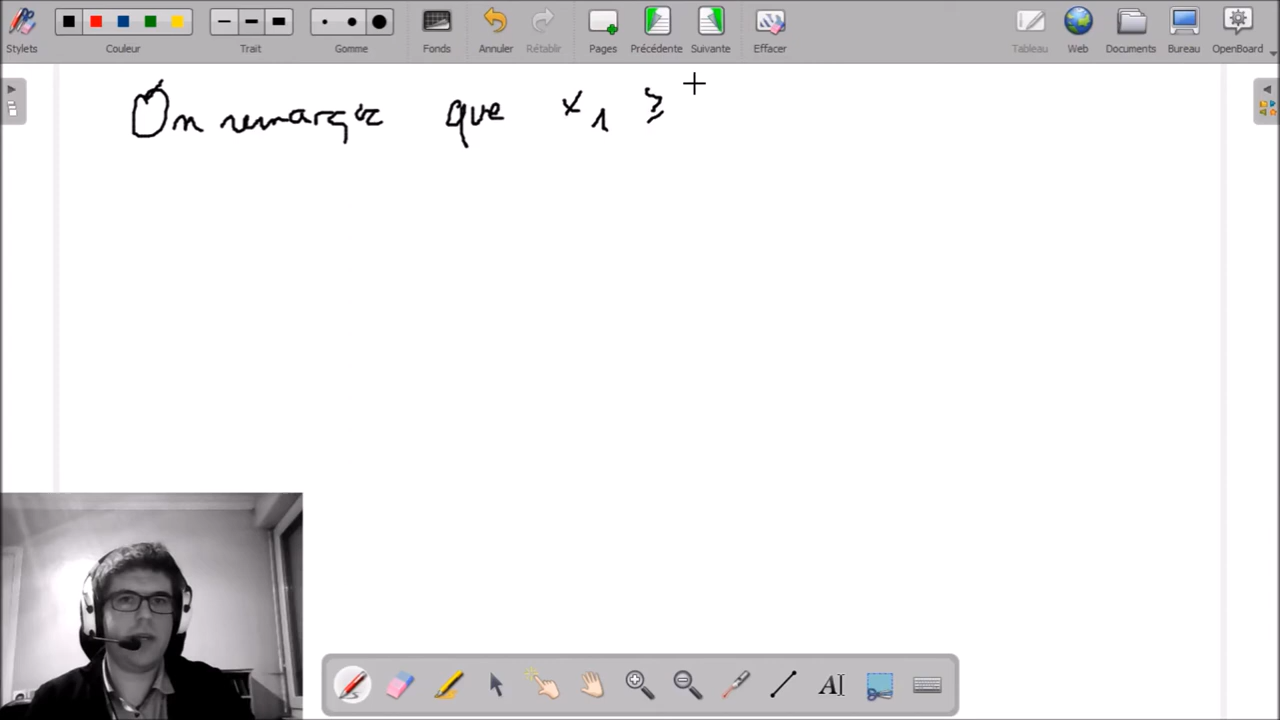 Stylets Couleur Trait Gomme Fonds Annuler Rétablir Pages Précédente Suivante Effacer Tableau Web Documents Bureau OpenBoard
On remarque que x₁ ≥
AI